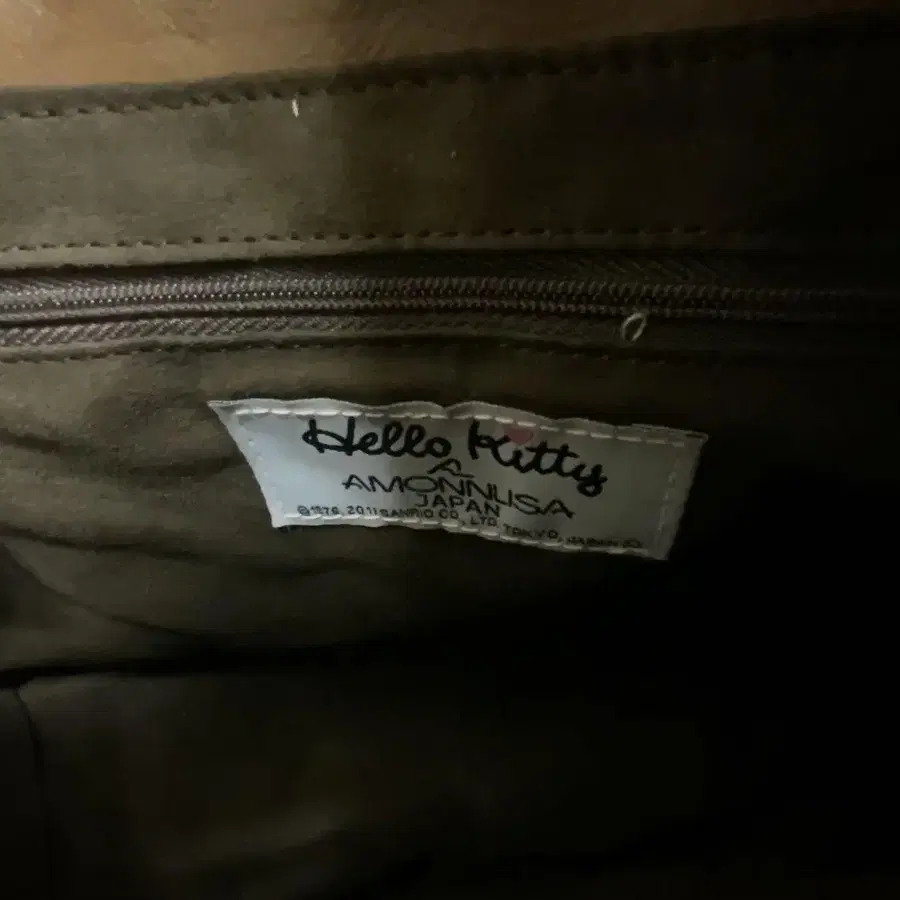 Hello Kitty
AMONNLISA
JAPAN
©1976, 2011 SANRIO CO., LTD. TOKYO, JAPAN